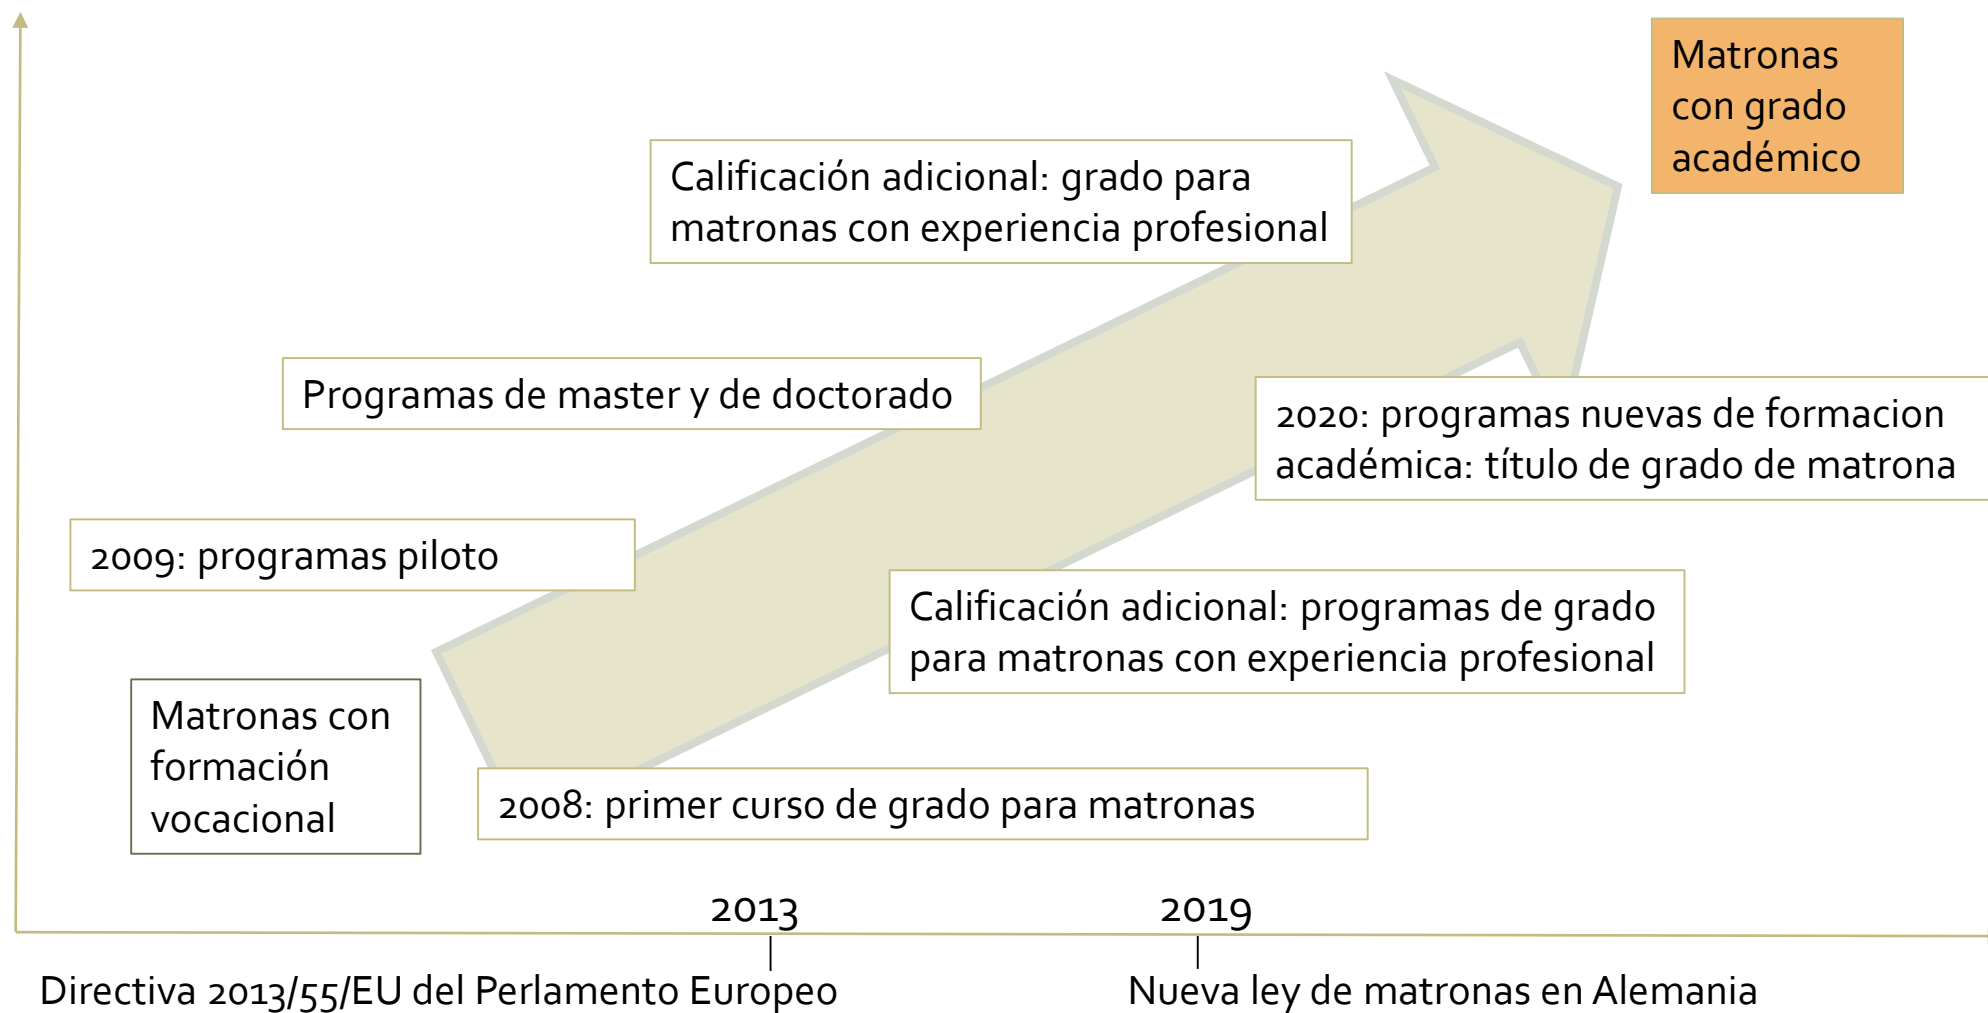 Matronas
con grado
académico
Calificación adicional: grado para
matronas con experiencia profesional
Programas de master y de doctorado
2020: programas nuevas de formacion
académica: título de grado de matrona
2009: programas piloto
Calificación adicional: programas de grado
para matronas con experiencia profesional
Matronas con
formación
vocacional
2008: primer curso de grado para matronas
2013
2019
Directiva 2013/55/EU del Perlamento Europeo
Nueva ley de matronas en Alemania